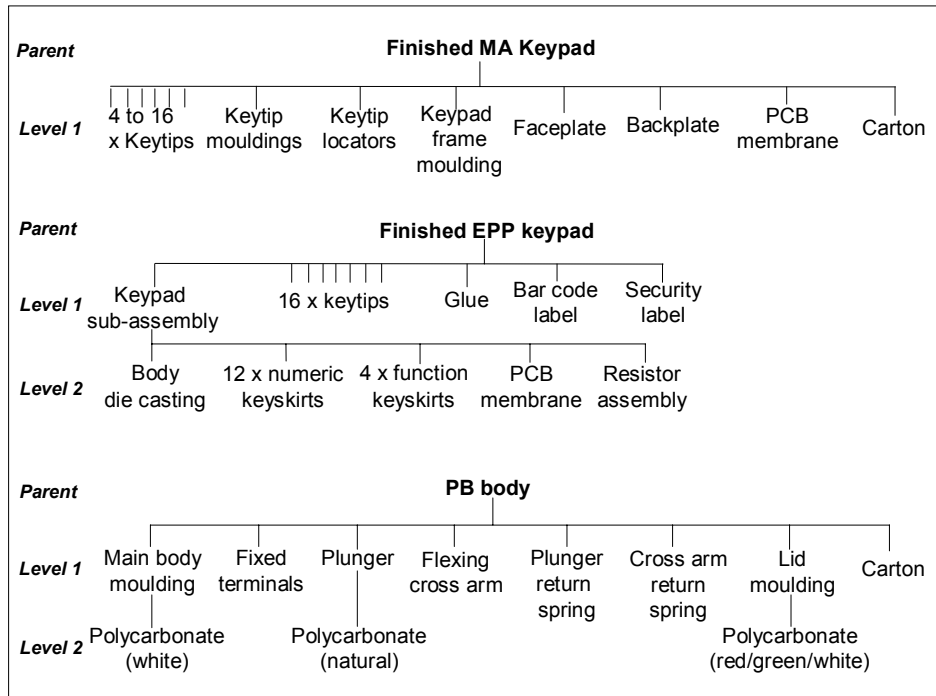 Parent
Finished MA Keypad
Level 1
4 to 16
x Keytips
Keytip
mouldings
Keytip
locators
Keypad
frame
moulding
Faceplate
Backplate
PCB
membrane
Carton
Parent
Finished EPP keypad
Level 1
Keypad
sub-assembly
16 x keytips
Glue
Bar code
label
Security
label
Level 2
Body
die casting
12 x numeric
keyskirts
4 x function
keyskirts
PCB
membrane
Resistor
assembly
Parent
PB body
Level 1
Main body
moulding
Fixed
terminals
Plunger
Flexing
cross arm
Plunger
return
spring
Cross arm
return
spring
Lid
moulding
Carton
Level 2
Polycarbonate
(white)
Polycarbonate
(natural)
Polycarbonate
(red/green/white)